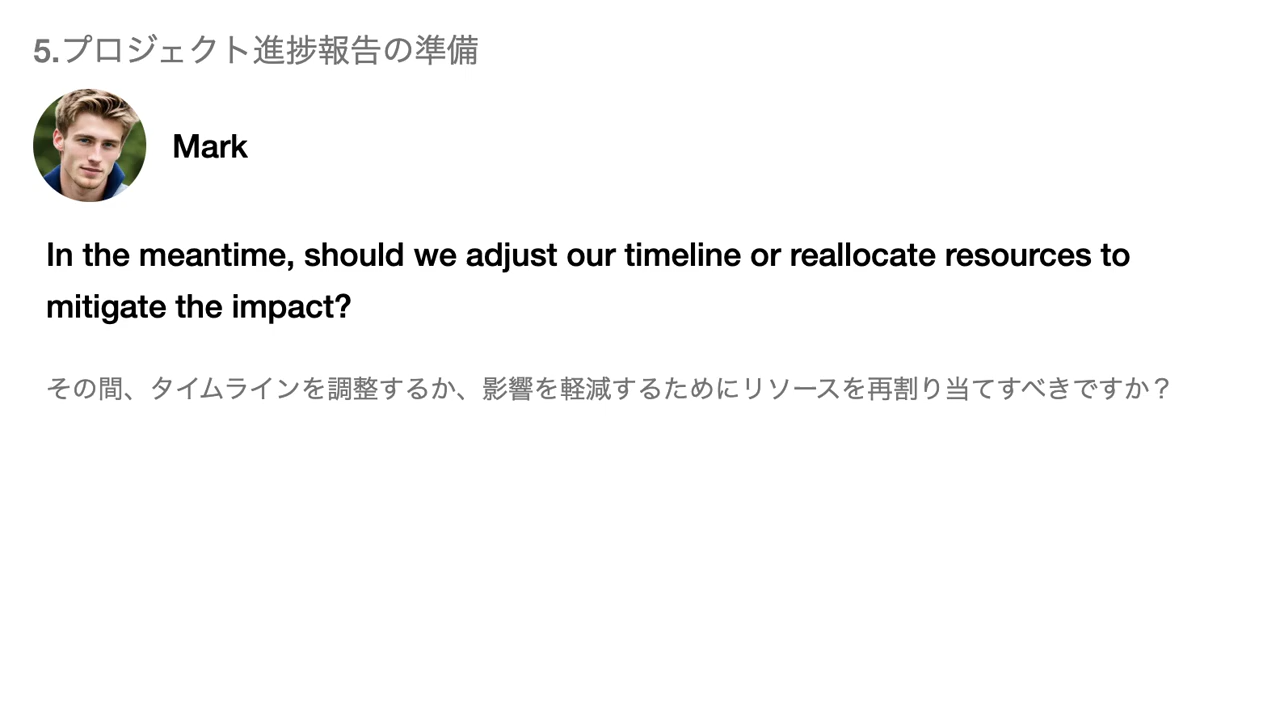 5.プロジェクト進捗報告の準備
Mark
In the meantime, should we adjust our timeline or reallocate resources to
mitigate the impact?
その間、タイムラインを調整するか、影響を軽減するためにリソースを再割り当てすべきですか？